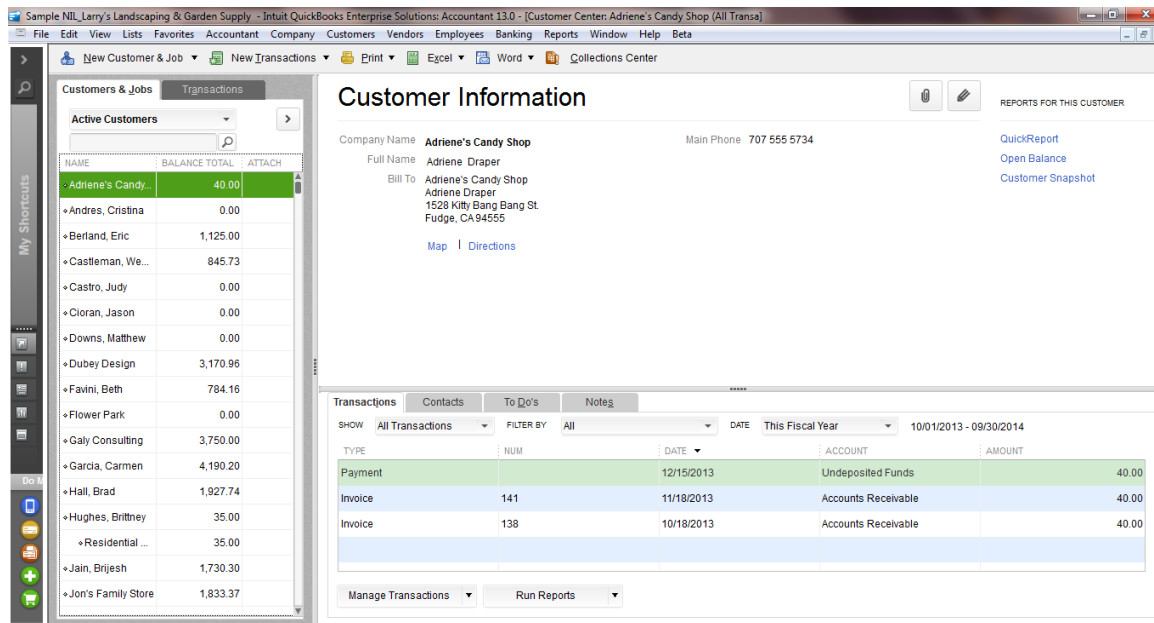 Sample NIL_Larry's Landscaping & Garden Supply - Intuit QuickBooks Enterprise Solutions: Accountant 13.0 - [Customer Center: Adriene's Candy Shop (All Transa]
File Edit View Lists Favorites Accountant Company Customers Vendors Employees Banking Reports Window Help Beta
New Customer & Job New Transactions Print Excel Word Collections Center
My Shortcuts
Do M
Customers & Jobs Transactions
Active Customers
NAME BALANCE TOTAL ATTACH
Adriene's Candy... 40.00
Andres, Cristina 0.00
Berland, Eric 1,125.00
Castleman, We... 845.73
Castro, Judy 0.00
Cioran, Jason 0.00
Downs, Matthew 0.00
Dubey Design 3,170.96
Favini, Beth 784.16
Flower Park 0.00
Galy Consulting 3,750.00
Garcia, Carmen 4,190.20
Hall, Brad 1,927.74
Hughes, Brittney 35.00
Residential ... 35.00
Jain, Brijesh 1,730.30
Jon's Family Store 1,833.37
Customer Information
Company Name Adriene's Candy Shop
Full Name Adriene Draper
Bill To Adriene's Candy Shop
Adriene Draper
1528 Kitty Bang Bang St.
Fudge, CA 94555
Map | Directions
Main Phone 707 555 5734
REPORTS FOR THIS CUSTOMER
QuickReport
Open Balance
Customer Snapshot
Transactions Contacts To Do's Notes
SHOW All Transactions FILTER BY All DATE This Fiscal Year 10/01/2013 - 09/30/2014
TYPE NUM DATE ACCOUNT AMOUNT
Payment 12/15/2013 Undeposited Funds 40.00
Invoice 141 11/18/2013 Accounts Receivable 40.00
Invoice 138 10/18/2013 Accounts Receivable 40.00
Manage Transactions Run Reports